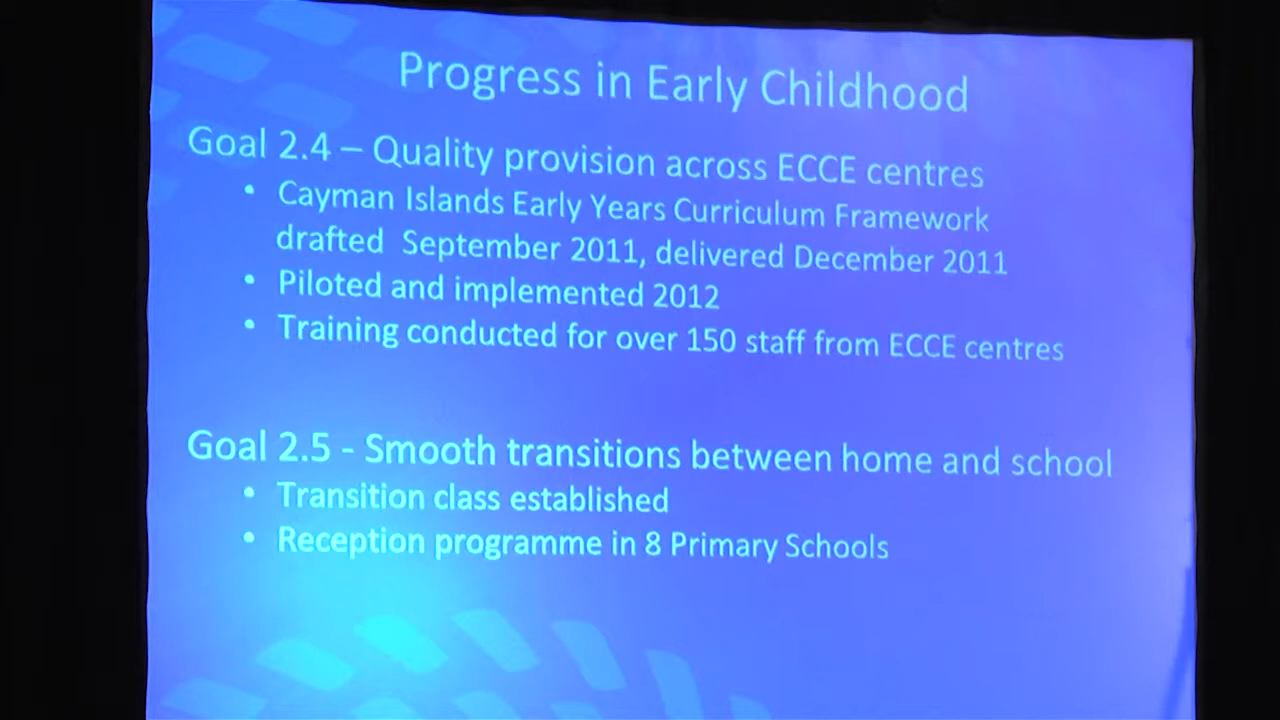 Progress in Early Childhood
Goal 2.4 – Quality provision across ECCE centres
• Cayman Islands Early Years Curriculum Framework
drafted September 2011, delivered December 2011
• Piloted and implemented 2012
• Training conducted for over 150 staff from ECCE centres
Goal 2.5 - Smooth transitions between home and school
• Transition class established
• Reception programme in 8 Primary Schools